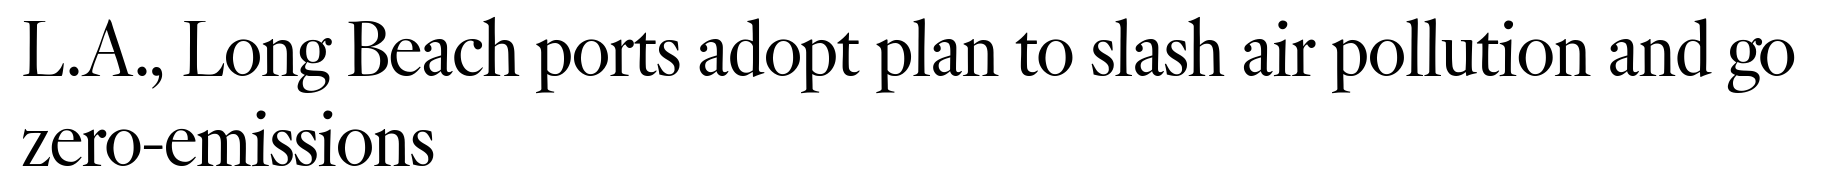 L.A., Long Beach ports adopt plan to slash air pollution and go
zero-emissions